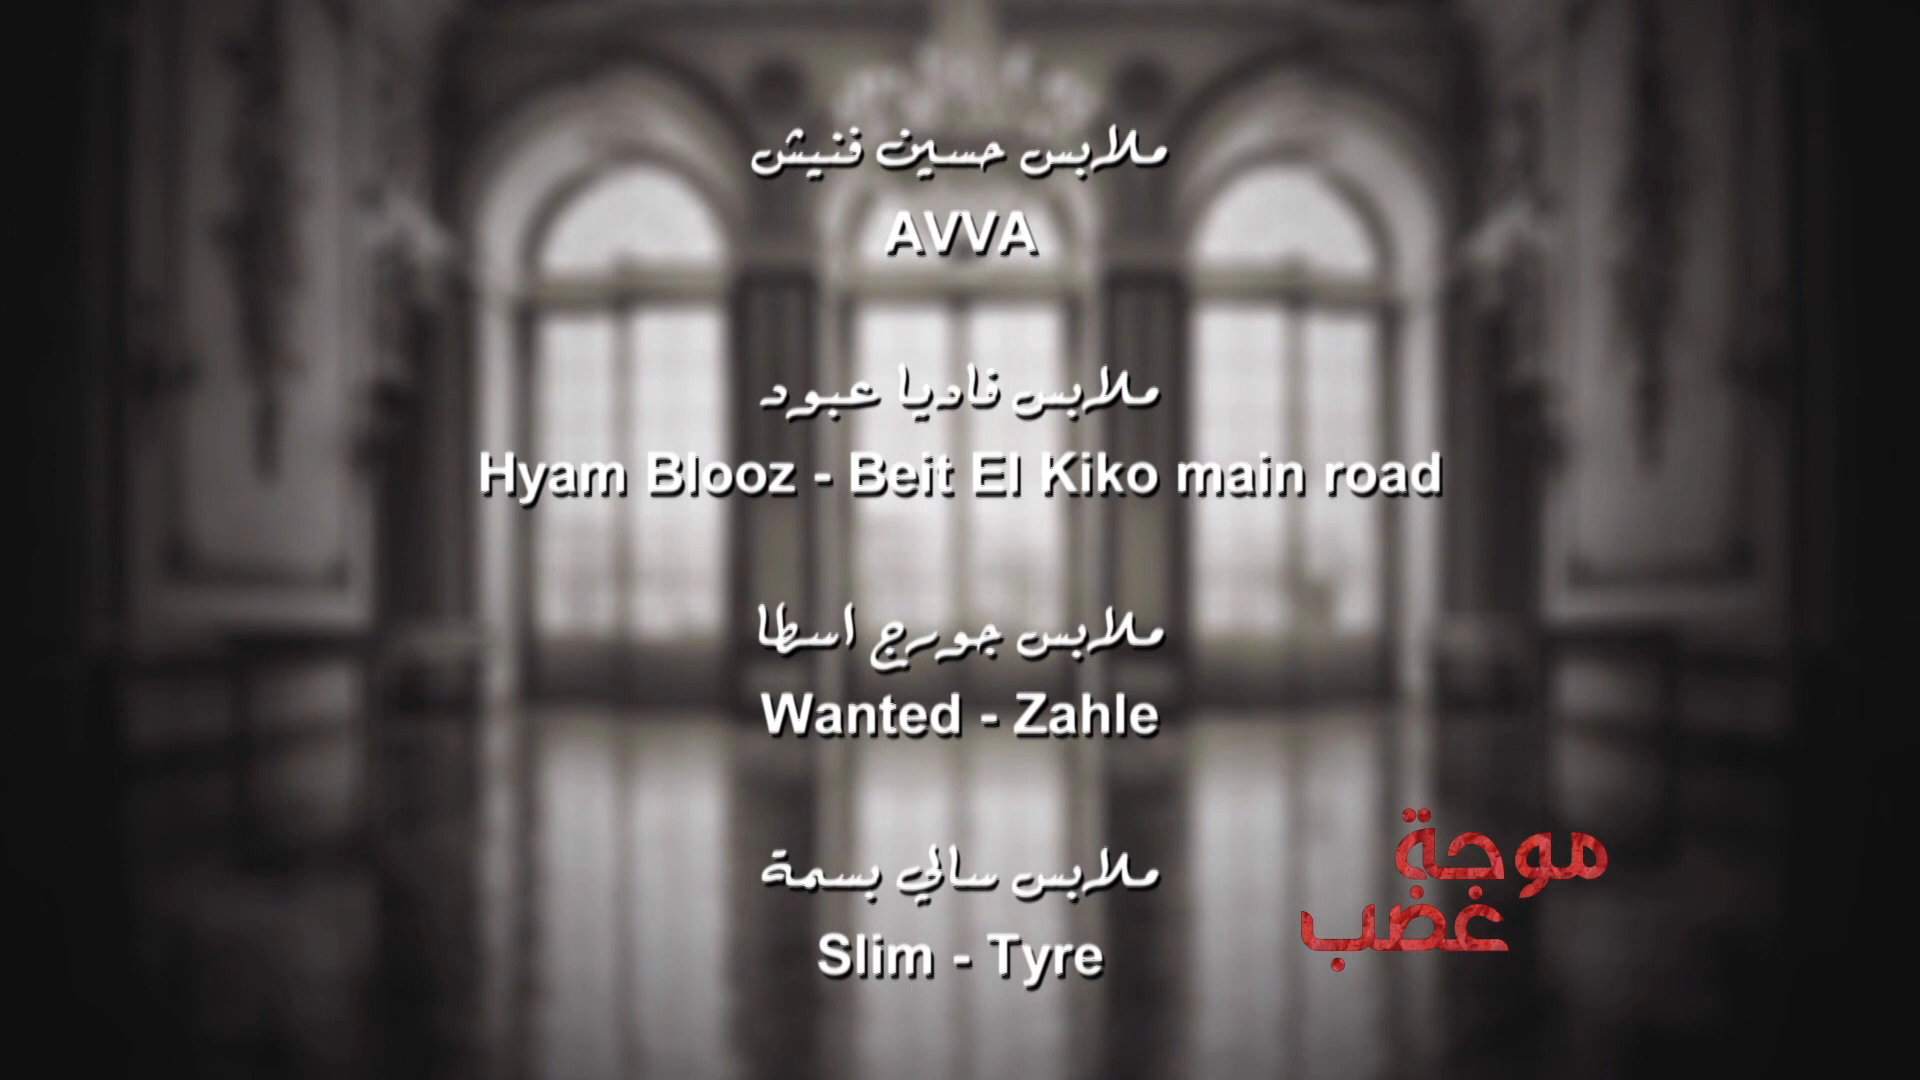 ملابس حسين فنيش
AVVA
ملابس فاديا عبود
Hyam Blooz - Beit El Kiko main road
ملابس جورج اسطا
Wanted - Zahle
ملابس سالي بسمة
Slim - Tyre
موجة
غضب